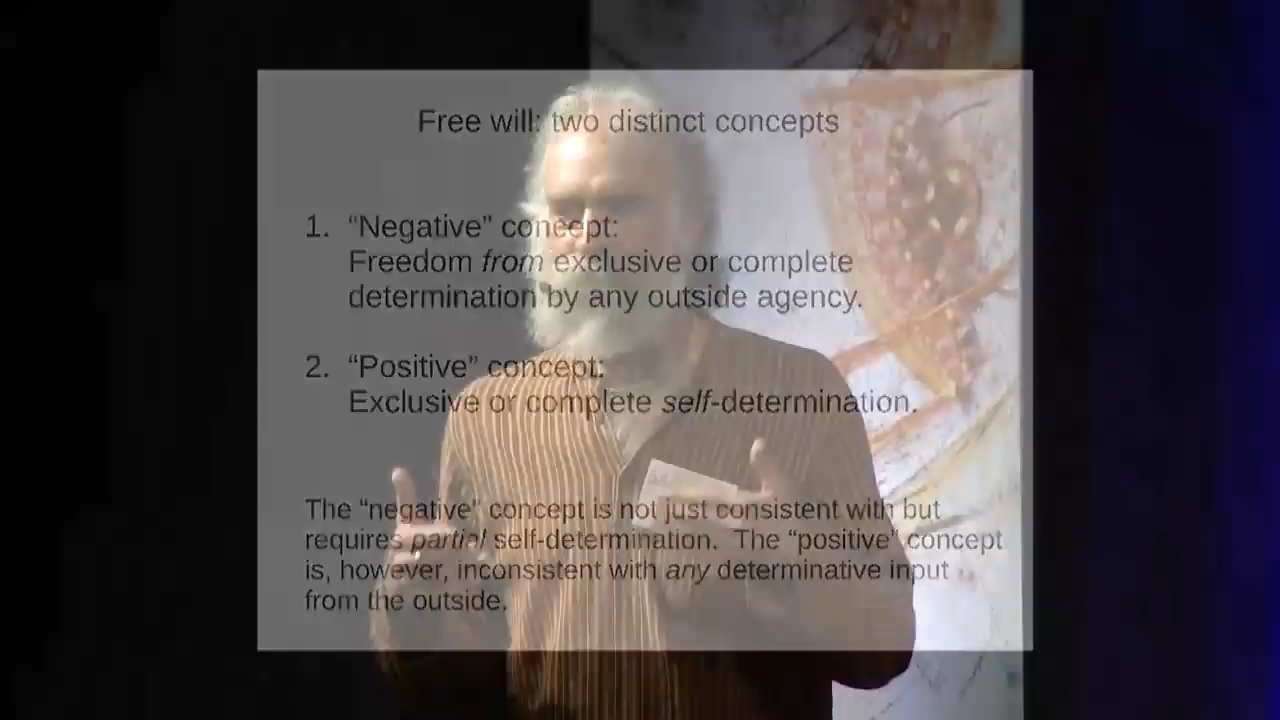 Free will: two distinct concepts
1. “Negative” concept:
Freedom from exclusive or complete
determination by any outside agency.
2. “Positive” concept:
Exclusive or complete self-determination.
The “negative” concept is not just consistent with but
requires partial self-determination. The “positive” concept
is, however, inconsistent with any determinative input
from the outside.